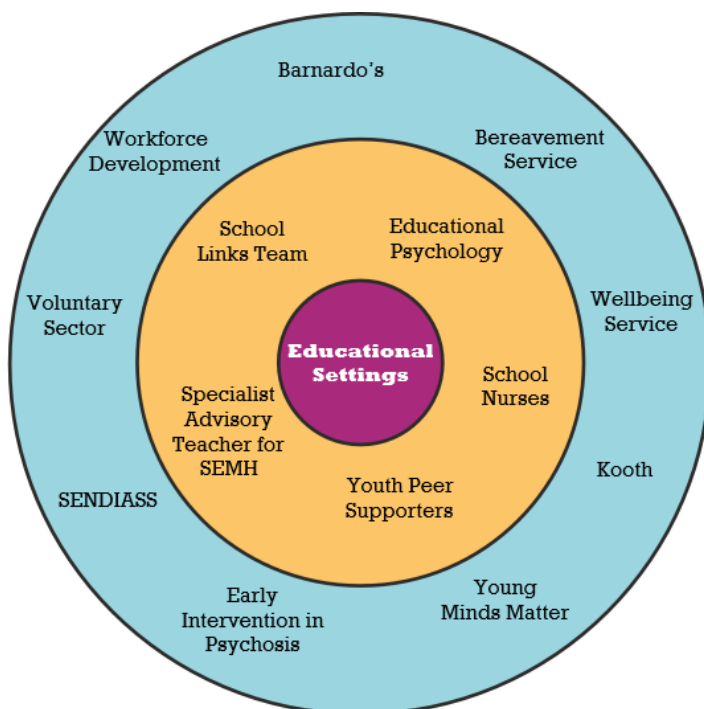 Barnardo’s
Workforce
Development
Bereavement
Service
School
Links Team
Educational
Psychology
Voluntary
Sector
Wellbeing
Service
Educational
Settings
School
Nurses
Specialist
Advisory
Teacher for
SEMH
Youth Peer
Supporters
Kooth
SENDIASS
Early
Intervention in
Psychosis
Young
Minds Matter